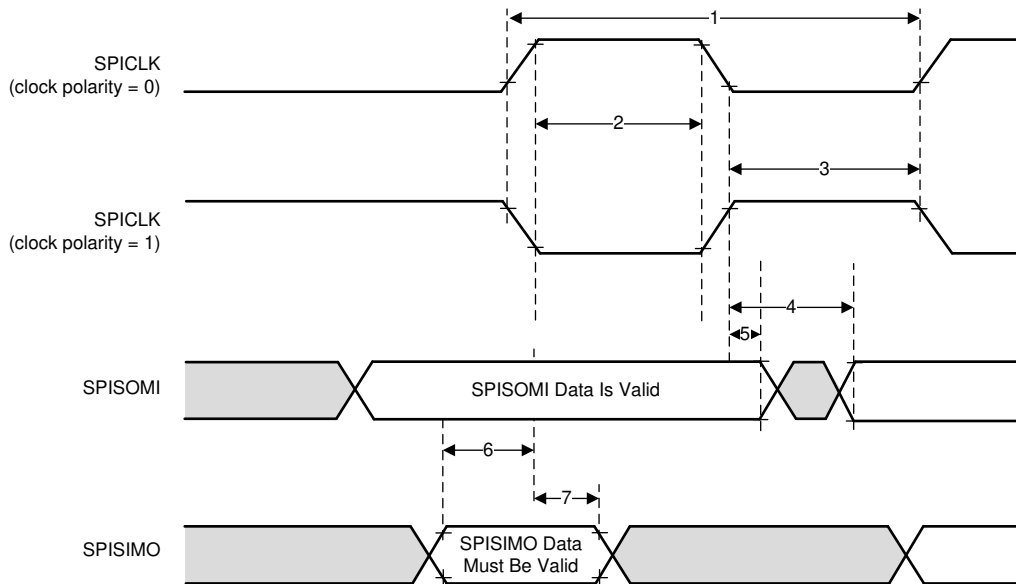 1
SPICLK
(clock polarity = 0)
2
3
SPICLK
(clock polarity = 1)
4
5
SPISOMI
SPISOMI Data Is Valid
6
7
SPISIMO
SPISIMO Data
Must Be Valid